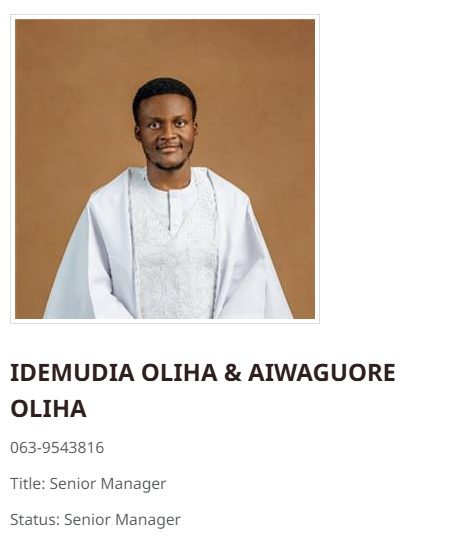 IDEMUDIA OLIHA & AIWAGUORE
OLIHA
063-9543816
Title: Senior Manager
Status: Senior Manager